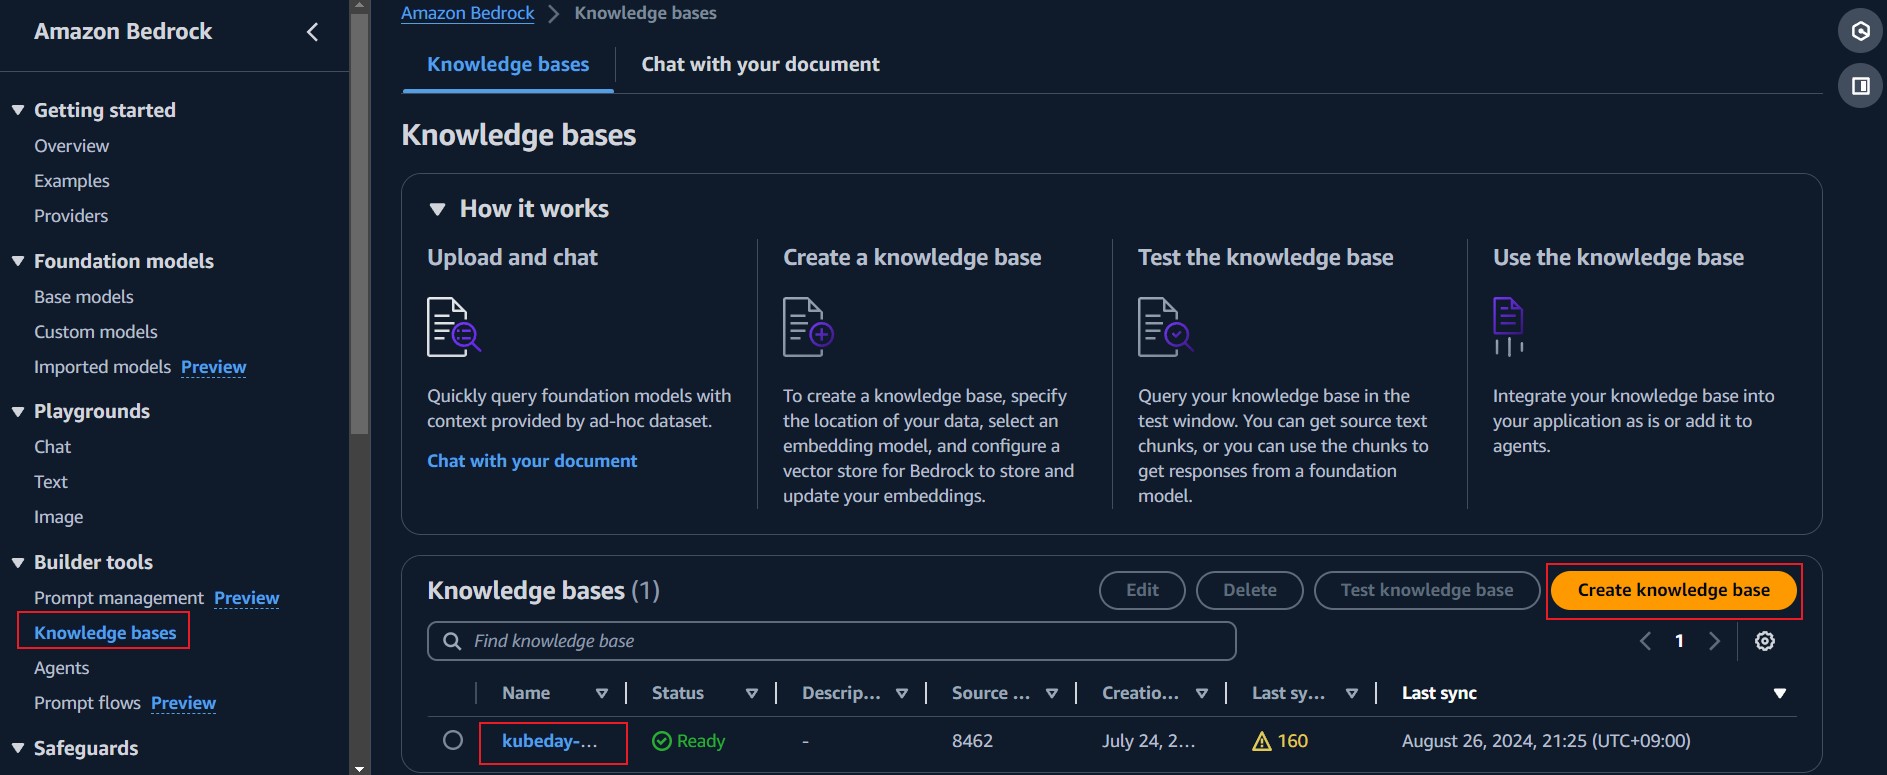 Amazon Bedrock
Getting started
Overview
Examples
Providers
Foundation models
Base models
Custom models
Imported models Preview
Playgrounds
Chat
Text
Image
Builder tools
Prompt management Preview
Knowledge bases
Agents
Prompt flows Preview
Safeguards
Amazon Bedrock > Knowledge bases
Knowledge bases
Chat with your document
Knowledge bases
How it works
Upload and chat
Quickly query foundation models with
context provided by ad-hoc dataset.
Chat with your document
Create a knowledge base
To create a knowledge base, specify
the location of your data, select an
embedding model, and configure a
vector store for Bedrock to store and
update your embeddings.
Test the knowledge base
Query your knowledge base in the
test window. You can get source text
chunks, or you can use the chunks to
get responses from a foundation
model.
Use the knowledge base
Integrate your knowledge base into
your application as is or add it to
agents.
Knowledge bases (1)
Edit
Delete
Test knowledge base
Create knowledge base
Find knowledge base
1
Name Status Descrip... Source ... Creatio... Last sy... Last sync
kubeday-... Ready - 8462 July 24, 2... 160 August 26, 2024, 21:25 (UTC+09:00)